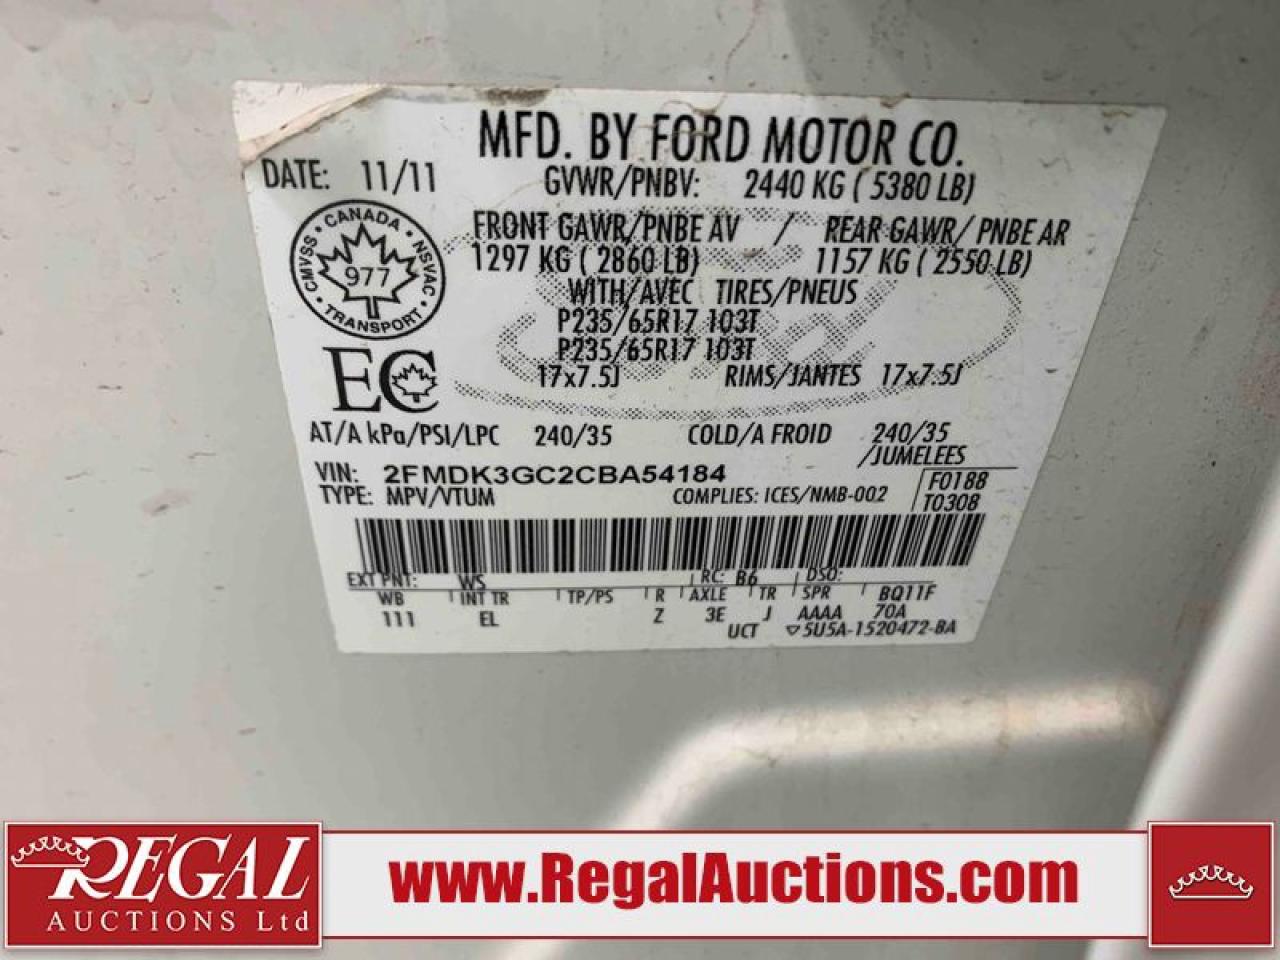 MFD. BY FORD MOTOR CO.
DATE: 11/11 GVWR/PNBV: 2440 KG ( 5380 LB)
FRONT GAWR/PNBE AV / REAR GAWR/ PNBE AR
1297 KG ( 2860 LB) 1157 KG ( 2550 LB)
WITH/AVEC TIRES/PNEUS
P235/65R17 103T
P235/65R17 103T
17x7.5J RIMS/JANTES 17x7.5J
CANADA
CMVSS 977 NSVAC
TRANSPORT
EC
AT/A kPa/PSI/LPC 240/35 COLD/A FROID 240/35
/JUMELEES
VIN: 2FMDK3GC2CBA54184 F0188
TYPE: MPV/VTUM COMPLIES: ICES/NMB-002 T0308
EXT PNT: WS RC: B6 DSO:
WB INT TR TP/PS R AXLE TR SPR BQ11F
111 EL Z 3E J AAAA 70A
UCT ▽5U5A-1520472-BA
REGAL
AUCTIONS Ltd
www.RegalAuctions.com